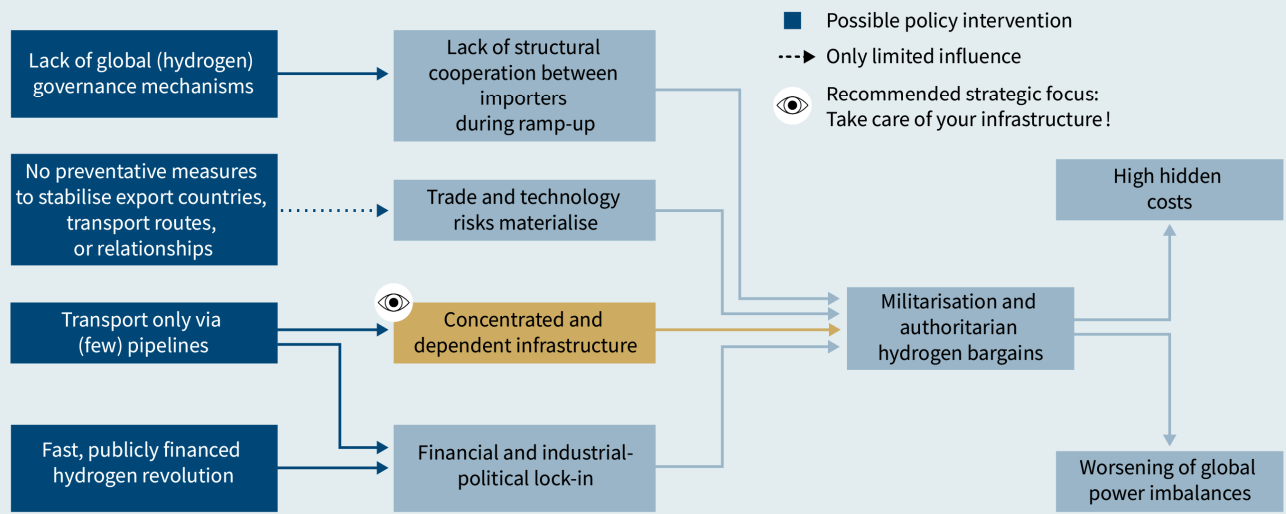 Possible policy intervention
Only limited influence
Recommended strategic focus:
Take care of your infrastructure!
Lack of global (hydrogen)
governance mechanisms
Lack of structural
cooperation between
importers
during ramp-up
No preventative measures
to stabilise export countries,
transport routes,
or relationships
Trade and technology
risks materialise
Transport only via
(few) pipelines
Concentrated and
dependent infrastructure
Fast, publicly financed
hydrogen revolution
Financial and industrial-
political lock-in
Militarisation and
authoritarian
hydrogen bargains
High hidden
costs
Worsening of global
power imbalances